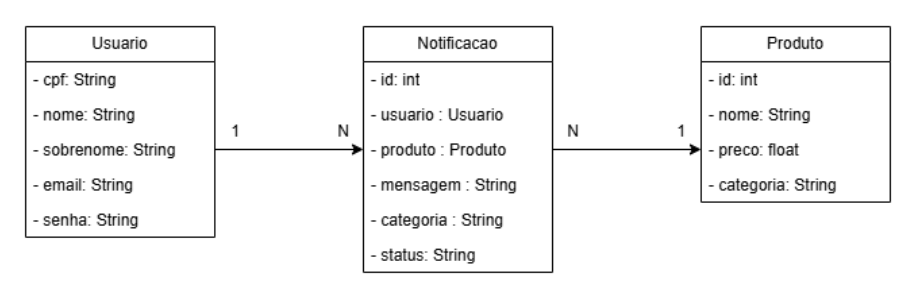 Usuario
- cpf: String
- nome: String
- sobrenome: String
- email: String
- senha: String
1
N
Notificacao
- id: int
- usuario : Usuario
- produto : Produto
- mensagem : String
- categoria : String
- status: String
N
1
Produto
- id: int
- nome: String
- preco: float
- categoria: String